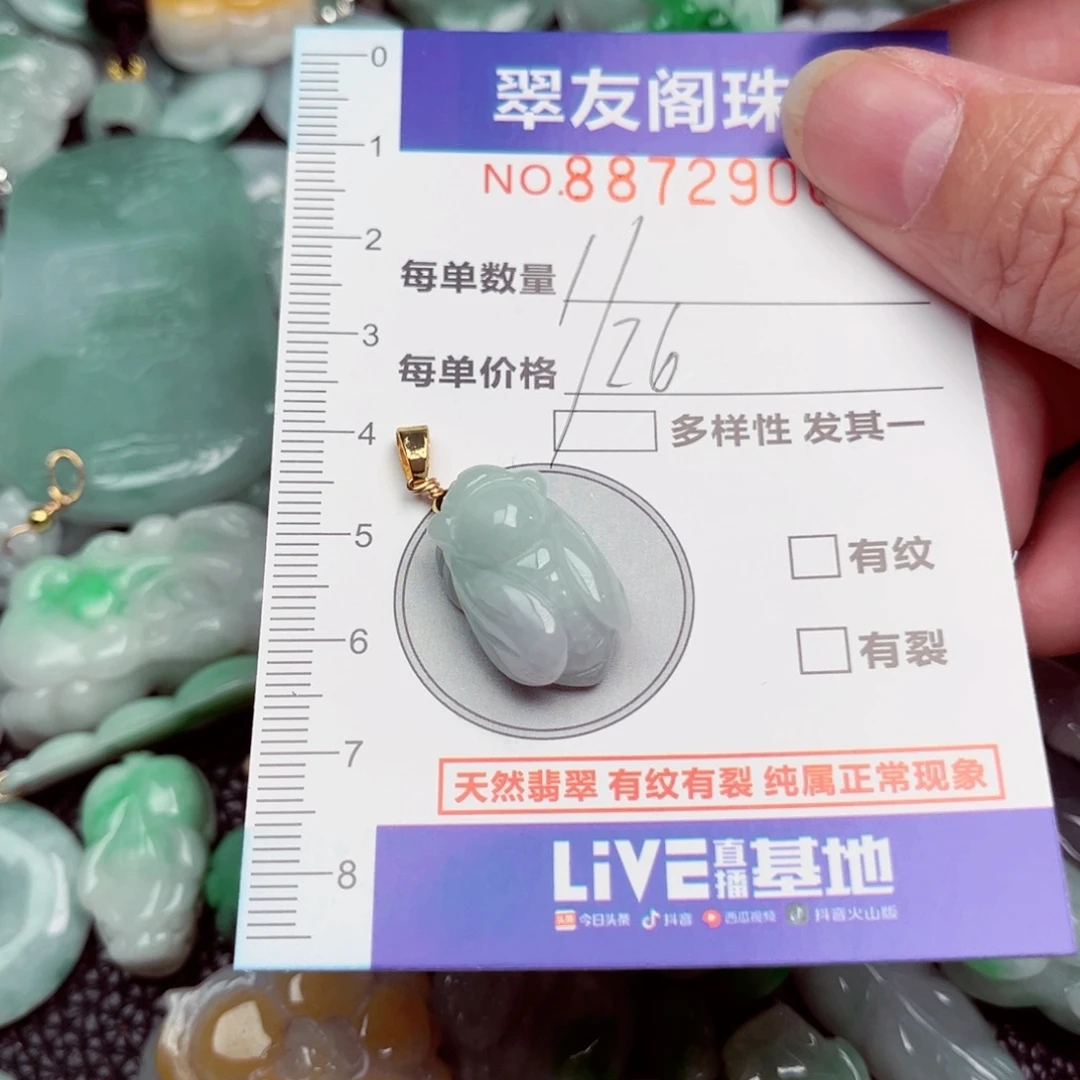 0
翠友阁珠
1
NO.8872900
2
每单数量 1
3
每单价格 126
4
多样性 发其一
5
有纹
6
有裂
7
天然翡翠 有纹有裂 纯属正常现象
8
LiVE直播基地
头条 今日头条 抖音 西瓜视频 抖音火山版